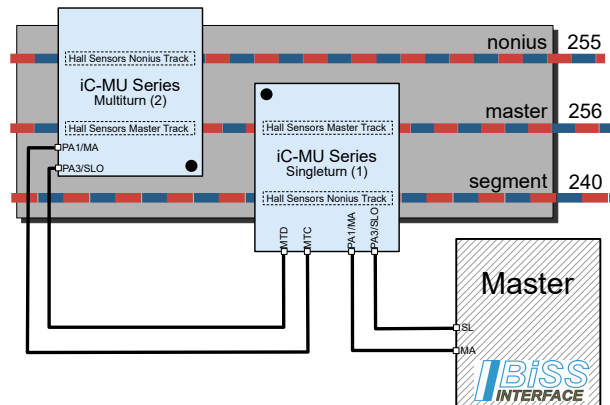 nonius 255
Hall Sensors Nonius Track
iC-MU Series
Multiturn (2)
Hall Sensors Master Track
PA1/MA
PA3/SLO
master 256
Hall Sensors Master Track
iC-MU Series
Singleturn (1)
Hall Sensors Nonius Track
segment 240
MTD
MTC
PA1/MA
PA3/SLO
Master
SL
MA
BiSS
INTERFACE